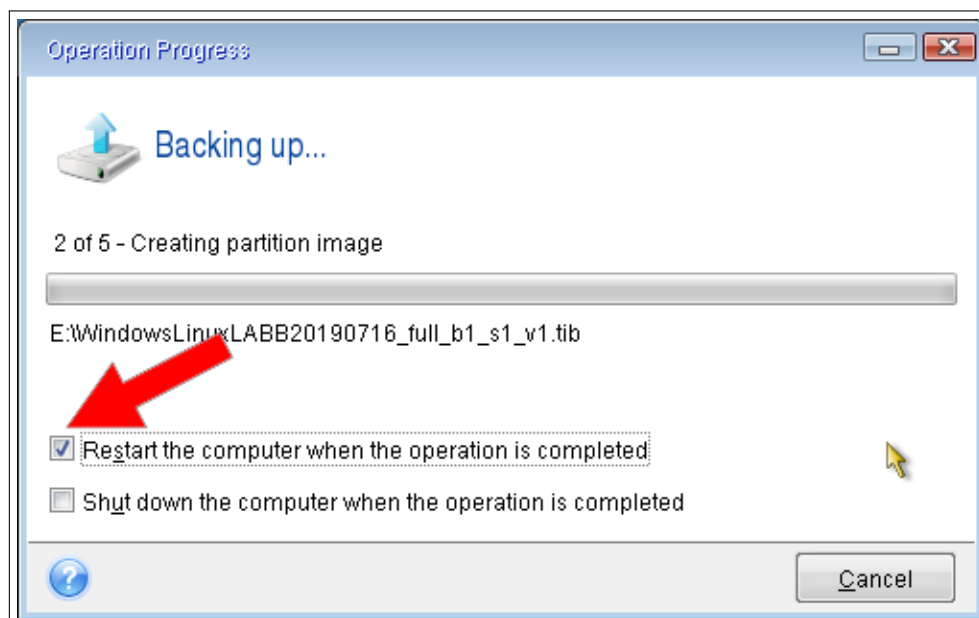 Operation Progress
Backing up...
2 of 5 - Creating partition image
E:\WindowsLinuxLABB20190716_full_b1_s1_v1.tib
Restart the computer when the operation is completed
Shut down the computer when the operation is completed
?
Cancel